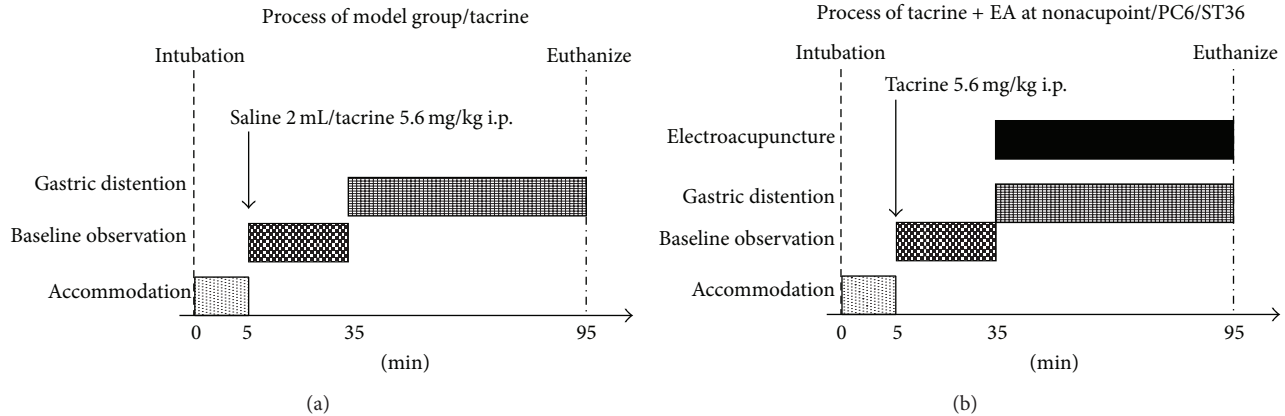 Process of model group/tacrine
Intubation
Euthanize
Saline 2 mL/tacrine 5.6 mg/kg i.p.
Gastric distention
Baseline observation
Accommodation
0 5 35 95
(min)
(a)
Process of tacrine + EA at nonacupoint/PC6/ST36
Intubation
Euthanize
Tacrine 5.6 mg/kg i.p.
Electroacupuncture
Gastric distention
Baseline observation
Accommodation
0 5 35 95
(min)
(b)